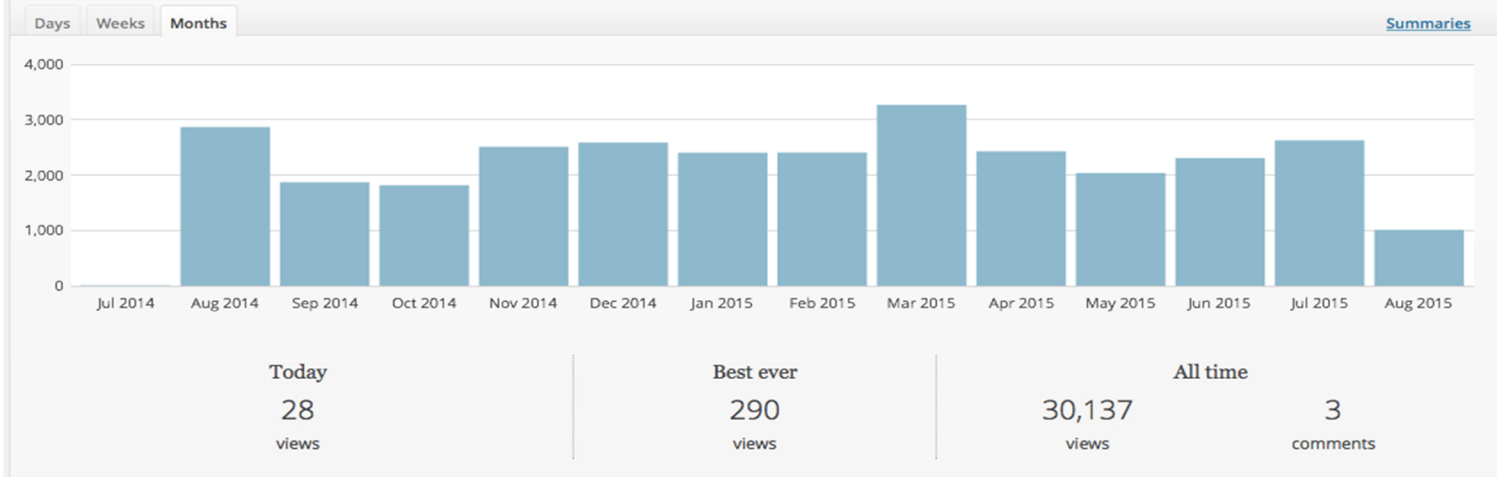 Days Weeks Months Summaries
4,000
3,000
2,000
1,000
0
Jul 2014 Aug 2014 Sep 2014 Oct 2014 Nov 2014 Dec 2014 Jan 2015 Feb 2015 Mar 2015 Apr 2015 May 2015 Jun 2015 Jul 2015 Aug 2015
Today Best ever All time
28 290 30,137 3
views views views comments